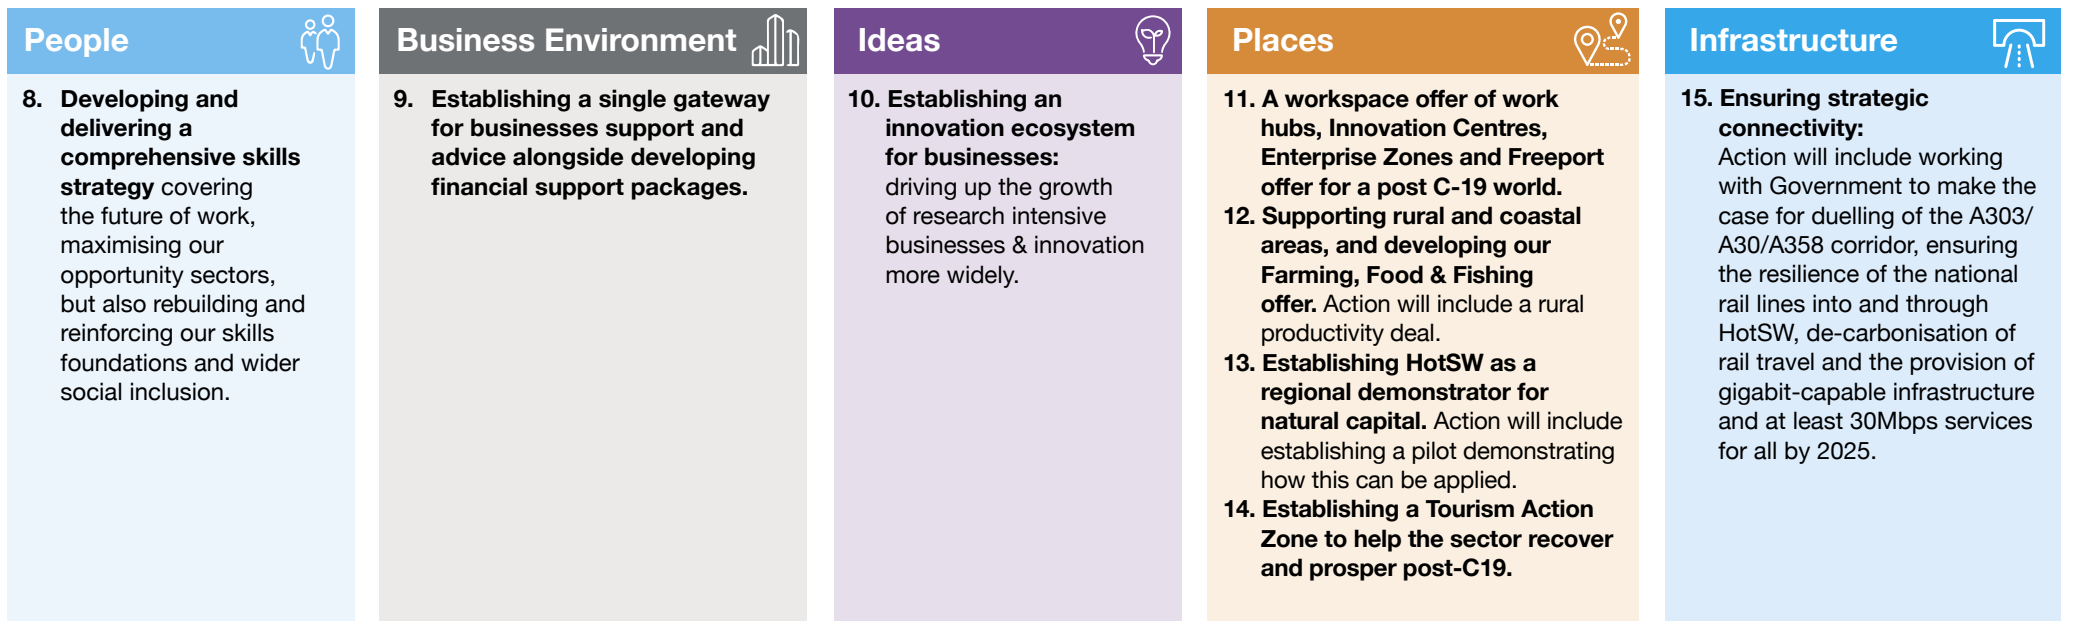 People
8. Developing and
delivering a
comprehensive skills
strategy covering
the future of work,
maximising our
opportunity sectors,
but also rebuilding and
reinforcing our skills
foundations and wider
social inclusion.
Business Environment
9. Establishing a single gateway
for businesses support and
advice alongside developing
financial support packages.
Ideas
10. Establishing an
innovation ecosystem
for businesses:
driving up the growth
of research intensive
businesses & innovation
more widely.
Places
11. A workspace offer of work
hubs, Innovation Centres,
Enterprise Zones and Freeport
offer for a post C-19 world.
12. Supporting rural and coastal
areas, and developing our
Farming, Food & Fishing
offer. Action will include a rural
productivity deal.
13. Establishing HotSW as a
regional demonstrator for
natural capital. Action will include
establishing a pilot demonstrating
how this can be applied.
14. Establishing a Tourism Action
Zone to help the sector recover
and prosper post-C19.
Infrastructure
15. Ensuring strategic
connectivity:
Action will include working
with Government to make the
case for duelling of the A303/
A30/A358 corridor, ensuring
the resilience of the national
rail lines into and through
HotSW, de-carbonisation of
rail travel and the provision of
gigabit-capable infrastructure
and at least 30Mbps services
for all by 2025.